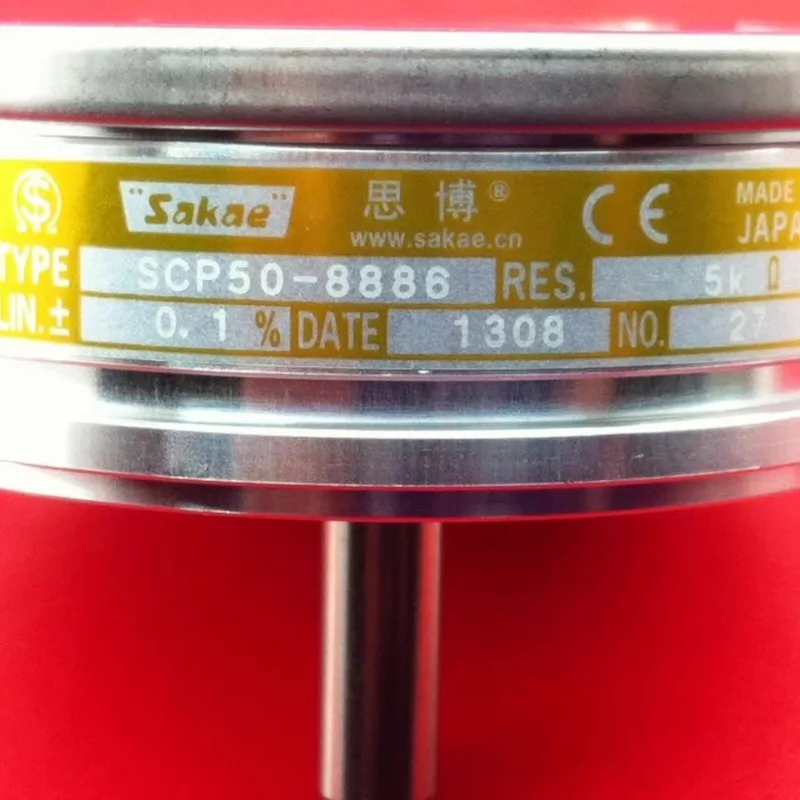 "Sakae" 思博® CE MADE
www.sakae.cn JAPA
TYPE SCP50-8886 RES. 5k Ω
LIN. ± 0.1 % DATE 1308 NO. 27